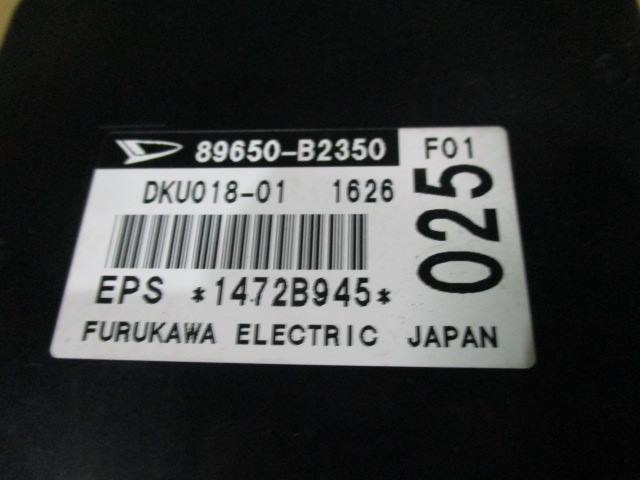 89650-B2350 F01
DKU018-01 1626
025
EPS *1472B945*
FURUKAWA ELECTRIC JAPAN